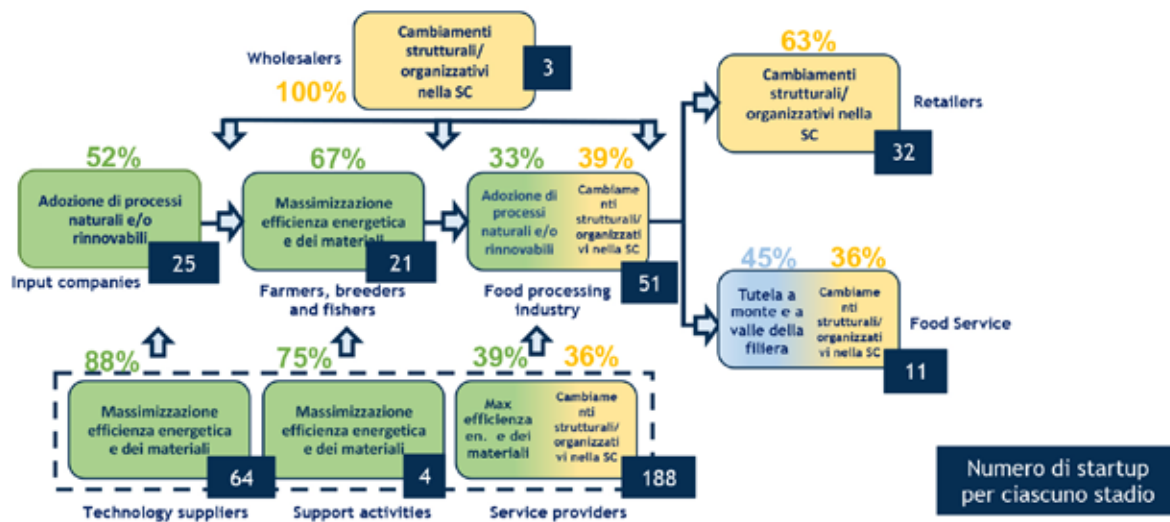 Wholesalers
100%
Cambiamenti
strutturali/
organizzativi
nella SC
3
63%
Cambiamenti
strutturali/
organizzativi nella
SC
32
Retailers
52%
Adozione di processi
naturali e/o
rinnovabili
25
Input companies
67%
Massimizzazione
efficienza energetica
e dei materiali
21
Farmers, breeders
and fishers
33%
Adozione di
processi
naturali e/o
rinnovabili
39%
Cambiame
nti
strutturali/
organizzati
vi nella SC
51
Food processing
industry
45%
Tutela a
monte e a
valle della
filiera
36%
Cambiame
nti
strutturali/
organizzati
vi nella SC
11
Food Service
88%
Massimizzazione
efficienza energetica
e dei materiali
64
Technology suppliers
75%
Massimizzazione
efficienza energetica
e dei materiali
4
Support activities
39%
Max
efficienza
en. e dei
materiali
36%
Cambiame
nti
strutturali/
organizzati
vi nella SC
188
Service providers
Numero di startup
per ciascuno stadio